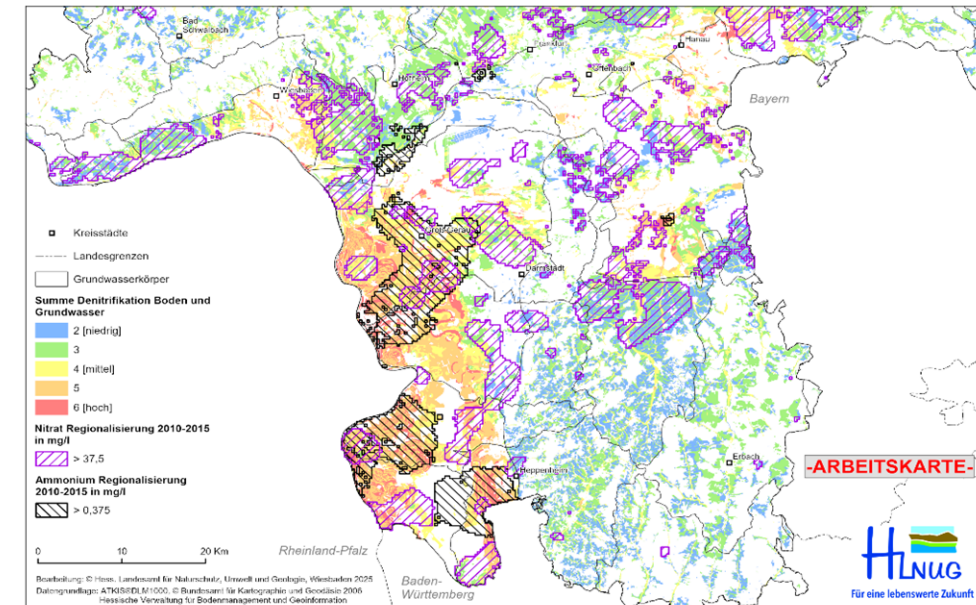 Bad
Schwalbach
Hanau
Frankfurt
Offenbach
Hofheim
Wiesbaden
Bayern
Groß-Gerau
Darmstadt
Kreisstädte
Landesgrenzen
Grundwasserkörper
Summe Denitrifikation Boden und
Grundwasser
2 [niedrig]
3
4 [mittel]
5
6 [hoch]
Nitrat Regionalisierung 2010-2015
in mg/l
> 37,5
Ammonium Regionalisierung
2010-2015 in mg/l
> 0,375
Erbach
Heppenheim
-ARBEITSKARTE-
0 10 20 Km
Rheinland-Pfalz
Baden-
Württemberg
Bearbeitung: © Hess. Landesamt für Naturschutz, Umwelt und Geologie, Wiesbaden 2025
Datengrundlage: ATKIS®DLM1000, © Bundesamt für Kartographie und Geodäsie 2006
Hessische Verwaltung für Bodenmanagement und Geoinformation
HLNUG
Für eine lebenswerte Zukunft